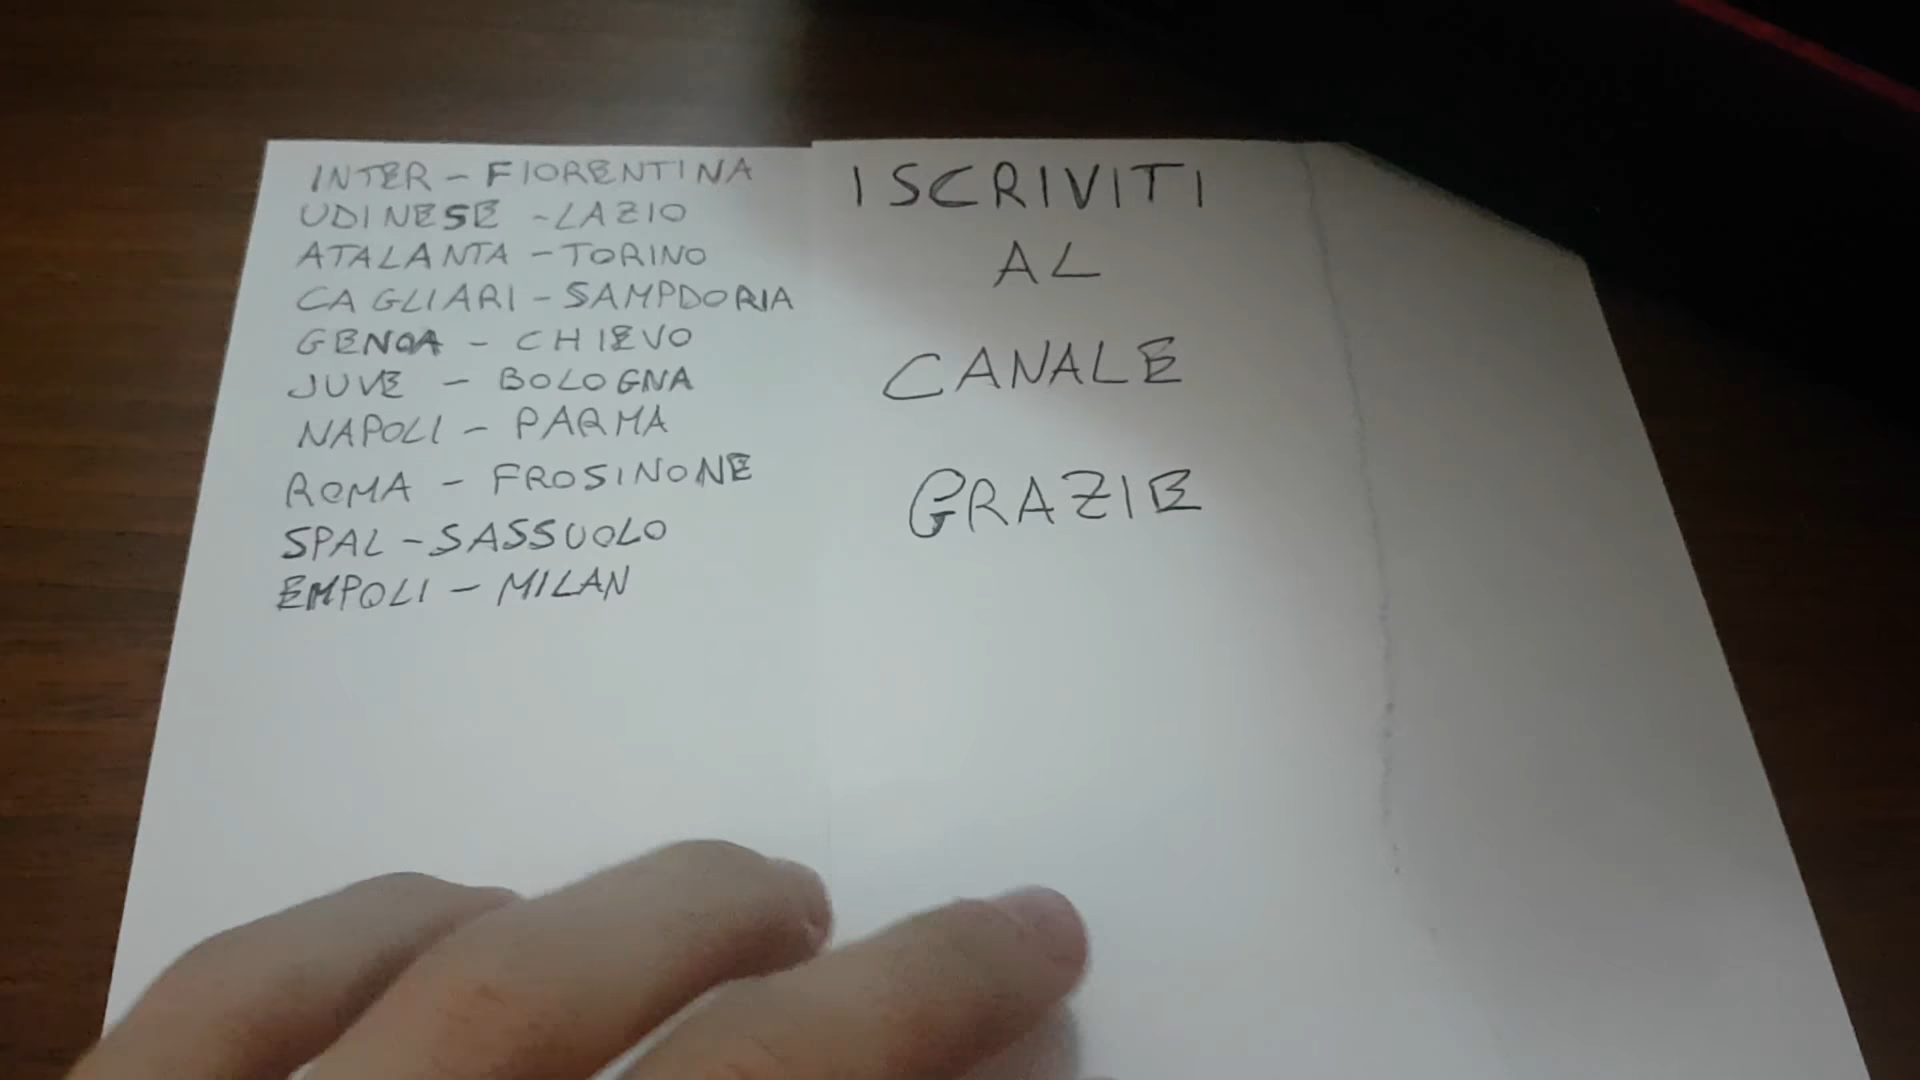 INTER - FIORENTINA
UDINESE - LAZIO
ATALANTA - TORINO
CAGLIARI - SAMPDORIA
GENOA - CHIEVO
JUVE - BOLOGNA
NAPOLI - PARMA
ROMA - FROSINONE
SPAL - SASSUOLO
EMPOLI - MILAN
ISCRIVITI
AL
CANALE
GRAZIE